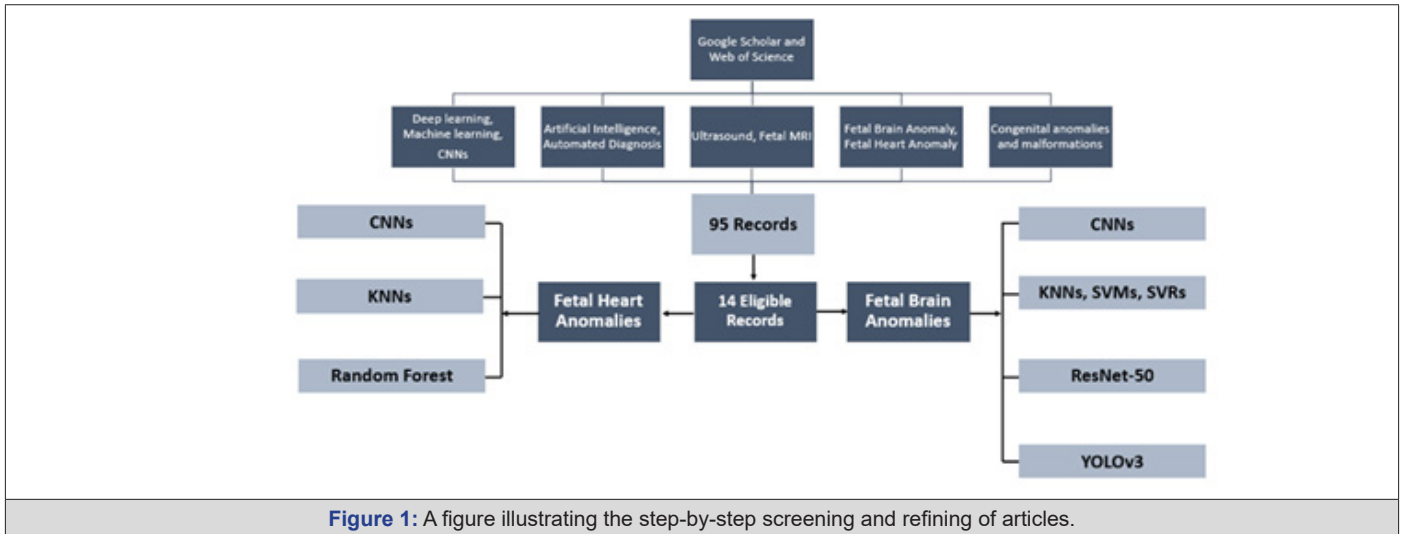 Google Scholar and
Web of Science
Deep learning,
Machine learning,
CNNs
Artificial Intelligence,
Automated Diagnosis
Ultrasound, Fetal MRI
Fetal Brain Anomaly,
Fetal Heart Anomaly
Congenital anomalies
and malformations
95 Records
CNNs
KNNs
Random Forest
Fetal Heart
Anomalies
14 Eligible
Records
Fetal Brain
Anomalies
CNNs
KNNs, SVMs, SVRs
ResNet-50
YOLOv3
Figure 1: A figure illustrating the step-by-step screening and refining of articles.